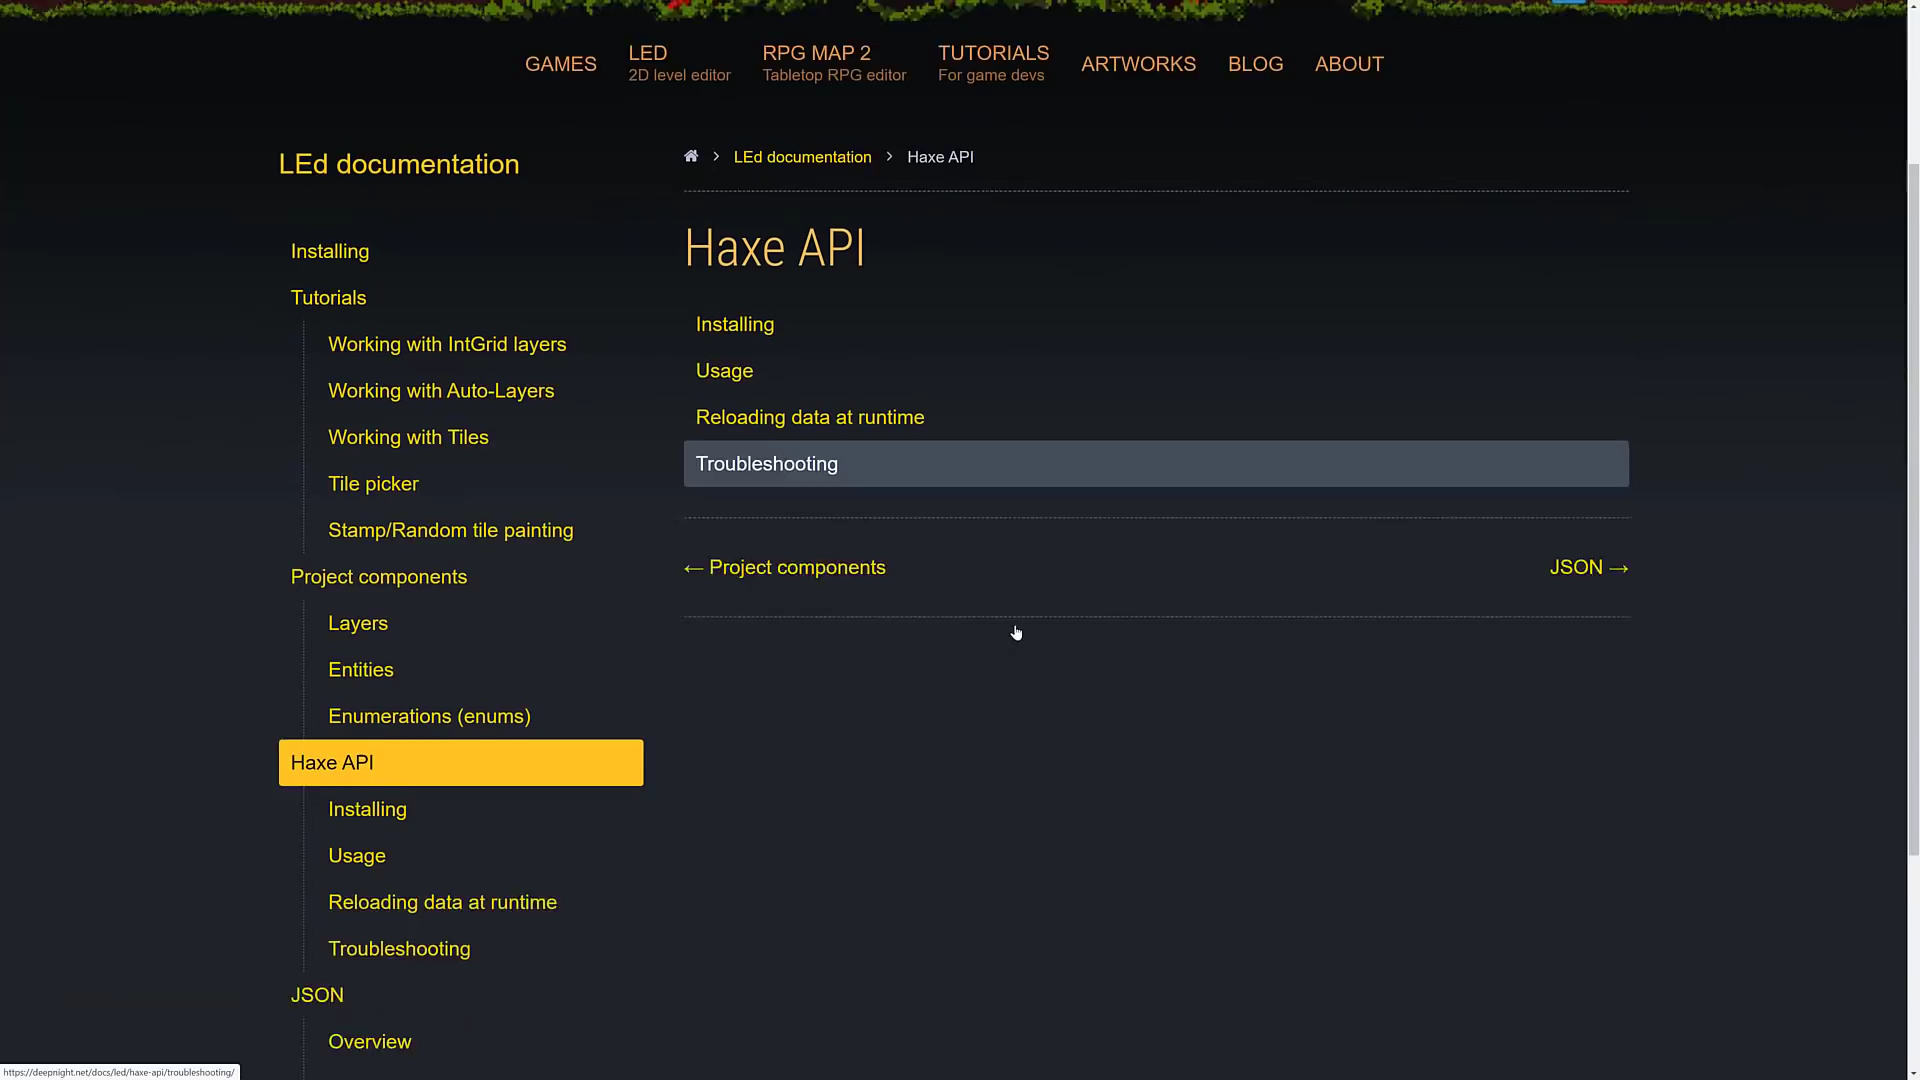 GAMES
LED
2D level editor
RPG MAP 2
Tabletop RPG editor
TUTORIALS
For game devs
ARTWORKS
BLOG
ABOUT
LEd documentation
Installing
Tutorials
Working with IntGrid layers
Working with Auto-Layers
Working with Tiles
Tile picker
Stamp/Random tile painting
Project components
Layers
Entities
Enumerations (enums)
Haxe API
Installing
Usage
Reloading data at runtime
Troubleshooting
JSON
Overview
LEd documentation > Haxe API
Haxe API
Installing
Usage
Reloading data at runtime
Troubleshooting
← Project components
JSON →
https://deepnight.net/docs/led/haxe-api/troubleshooting/